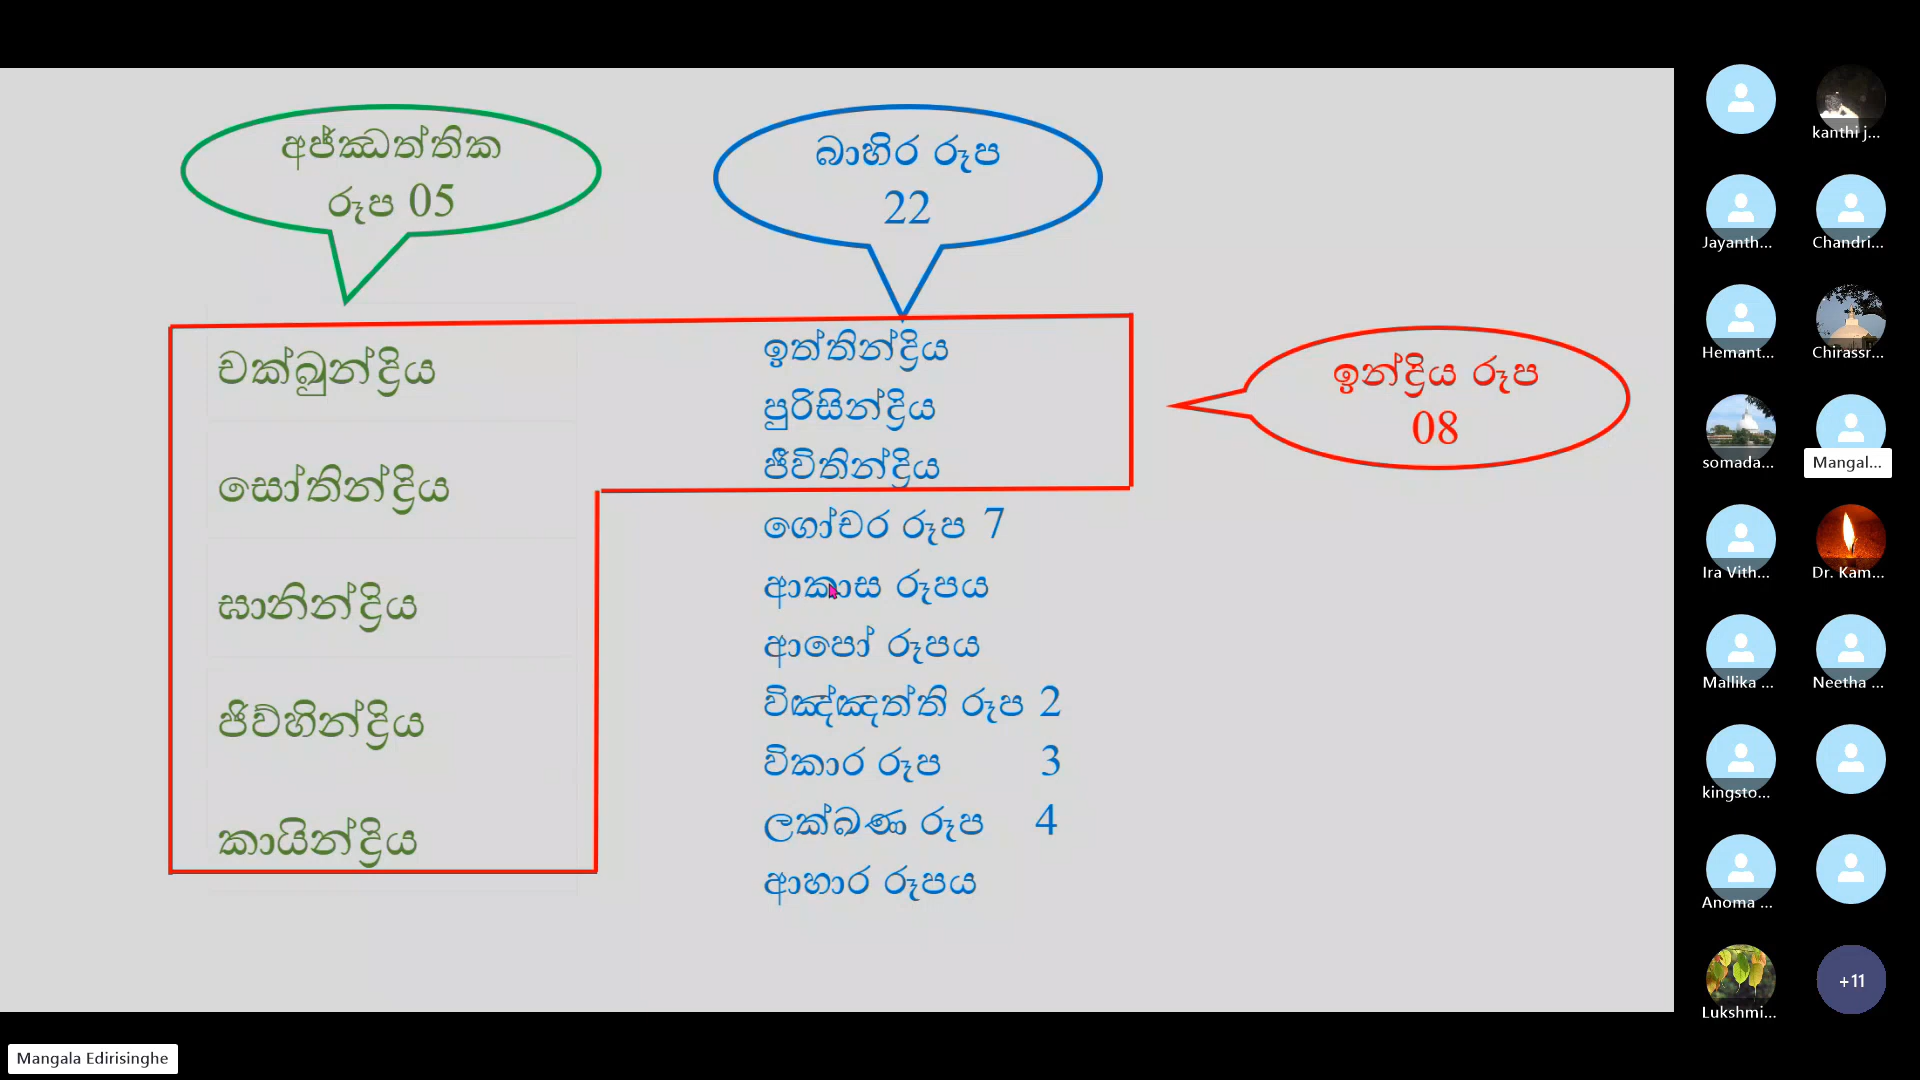 අජ්ඣත්තික
රූප 05
බාහිර රූප
22
චක්ඛුන්ද්‍රිය
සෝතින්ද්‍රිය
ඝානින්ද්‍රිය
ජිව්හින්ද්‍රිය
කායින්ද්‍රිය
ඉත්තින්ද්‍රිය
පුරිසින්ද්‍රිය
ජීවිතින්ද්‍රිය
ගෝචර රූප 7
ආකාස රූපය
ආපෝ රූපය
විඤ්ඤත්ති රූප 2
විකාර රූප 3
ලක්ඛණ රූප 4
ආහාර රූපය
ඉන්ද්‍රිය රූප
08
kanthi j...
Jayanth...
Chandri...
Hemant...
Chirassr...
somada...
Mangal...
Ira Vith...
Dr. Kam...
Mallika ...
Neetha ...
kingsto...
Anoma ...
Lukshmi...
+11
Mangala Edirisinghe